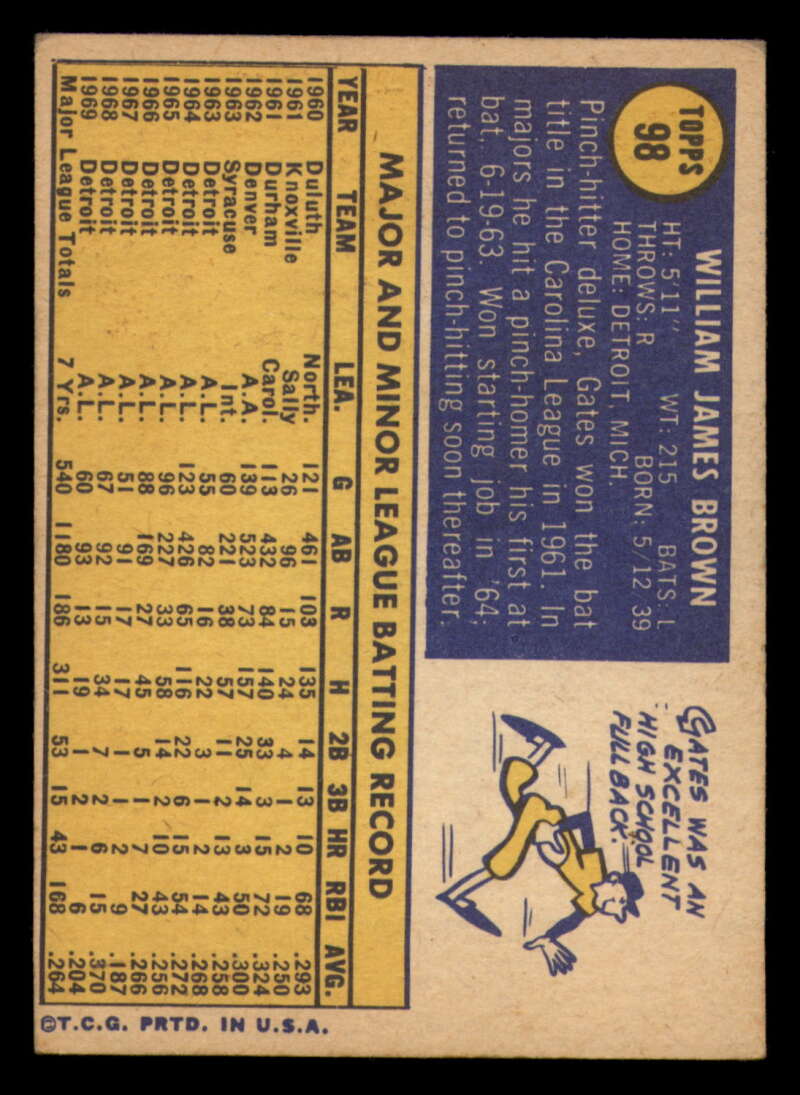 TOPPS
98
WILLIAM JAMES BROWN
HT: 5'11" WT: 215 BATS: L
THROWS: R BORN: 5/12/39
HOME: DETROIT, MICH.
Pinch-hitter deluxe, Gates won the bat
title in the Carolina League in 1961. In
majors he hit a pinch-homer his first at
bat, 6-19-63. Won starting job in '64;
returned to pinch-hitting soon thereafter.
GATES WAS AN
EXCELLENT
HIGH SCHOOL
FULLBACK.
MAJOR AND MINOR LEAGUE BATTING RECORD
YEAR TEAM LEA. G AB R H 2B 3B HR RBI AVG.
1960 Duluth North. 121 461 103 135 14 13 10 68 .293
1961 Knoxville Sally 26 96 15 24 4 1 2 19 .250
1961 Durham Carol. 113 432 84 140 33 3 15 72 .324
1962 Denver A.A. 139 523 73 157 25 14 3 50 .300
1963 Syracuse Int. 60 221 38 57 11 2 13 43 .258
1963 Detroit A.L. 55 82 16 22 3 1 2 14 .268
1964 Detroit A.L. 123 426 65 116 22 6 15 54 .272
1965 Detroit A.L. 96 227 33 58 14 2 10 43 .256
1966 Detroit A.L. 88 169 27 45 5 1 7 27 .266
1967 Detroit A.L. 51 91 17 17 1 1 2 9 .187
1968 Detroit A.L. 67 92 15 34 7 2 6 15 .370
1969 Detroit A.L. 60 93 13 19 1 2 1 6 .204
Major League Totals 7 Yrs. 540 1180 186 311 53 15 43 168 .264
©T.C.G. PRTD. IN U.S.A.